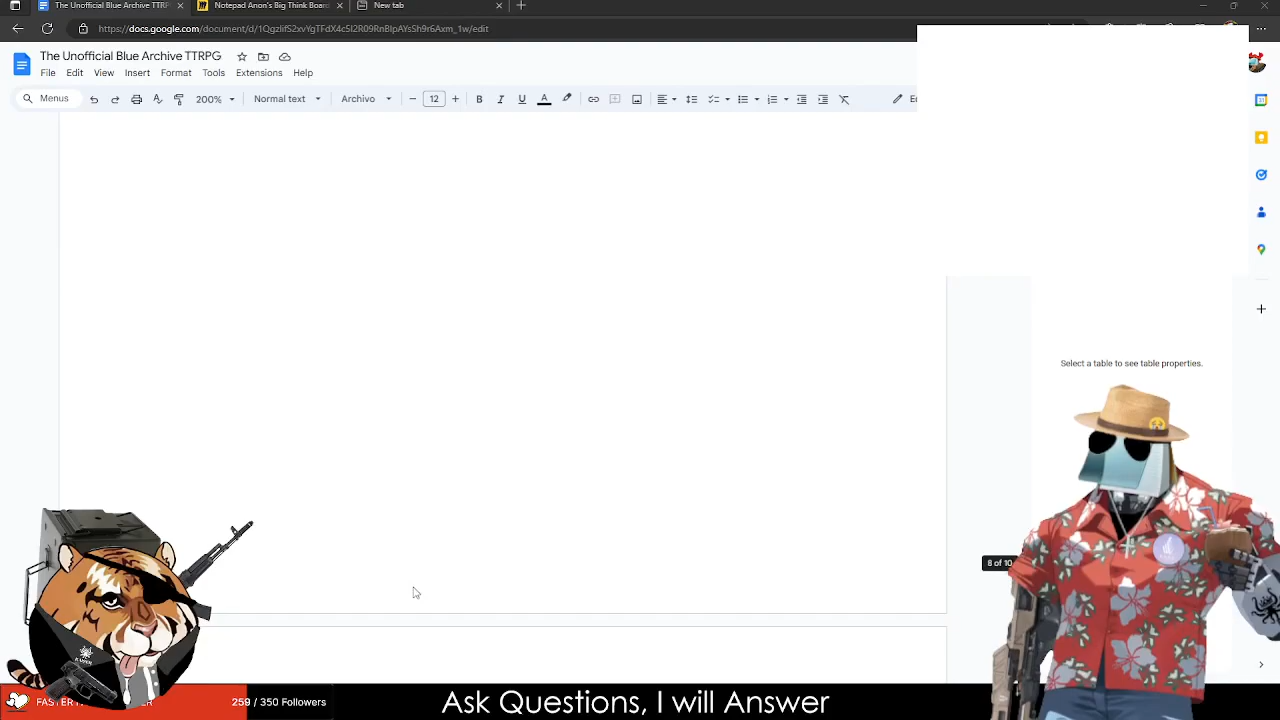 The Unofficial Blue Archive TTRPG
Notepad Anon's Big Think Board
New tab
https://docs.google.com/document/d/1QgzlifS2xvYgTFdX4c5I2R09RnBlpAYsSh9r6Axm_1w/edit
The Unofficial Blue Archive TTRPG
File Edit View Insert Format Tools Extensions Help
Menus 200% Normal text Archivo 12 B I U A
Select a table to see table properties.
8 of 10
259 / 350 Followers
Ask Questions, I will Answer